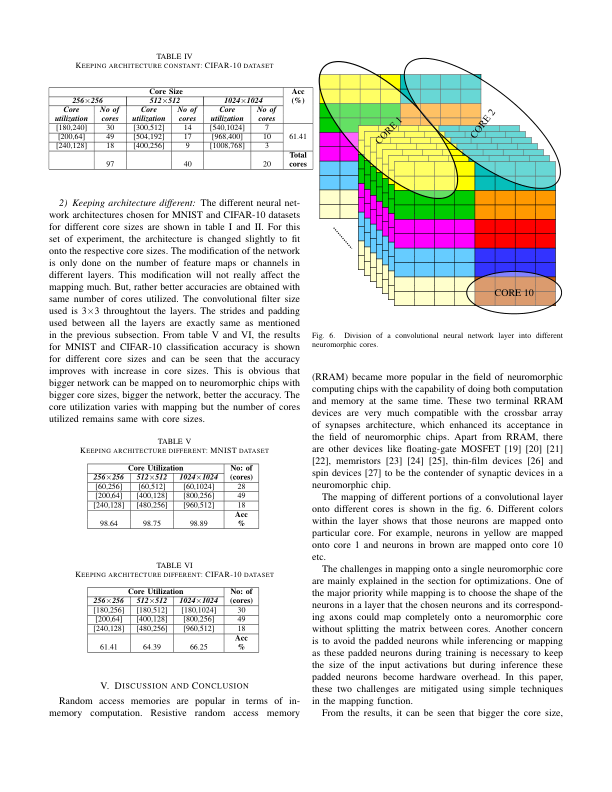 TABLE IV
KEEPING ARCHITECTURE CONSTANT: CIFAR-10 DATASET
Core Size Acc (%)
256×256 512×512 1024×1024
Core utilization No of cores Core utilization No of cores Core utilization No of cores
[180,240] 30 [300,512] 14 [540,1024] 7
[200,64] 49 [504,192] 17 [968,400] 10 61.41
[240,128] 18 [400,256] 9 [1008,768] 3
97 40 20 Total cores
2) Keeping architecture different: The different neural net-
work architectures chosen for MNIST and CIFAR-10 datasets
for different core sizes are shown in table I and II. For this
set of experiment, the architecture is changed slightly to fit
onto the respective core sizes. The modification of the network
is only done on the number of feature maps or channels in
different layers. This modification will not really affect the
mapping much. But, rather better accuracies are obtained with
same number of cores utilized. The convolutional filter size
used is 3×3 throughtout the layers. The strides and padding
used between all the layers are exactly same as mentioned
in the previous subsection. From table V and VI, the results
for MNIST and CIFAR-10 classification accuracy is shown
for different core sizes and can be seen that the accuracy
improves with increase in core sizes. This is obvious that
bigger network can be mapped on to neuromorphic chips with
bigger core sizes, bigger the network, better the accuracy. The
core utilization varies with mapping but the number of cores
utilized remains same with core sizes.
TABLE V
KEEPING ARCHITECTURE DIFFERENT: MNIST DATASET
Core Utilization No: of (cores)
256×256 512×512 1024×1024
[60,256] [60,512] [60,1024] 28
[200,64] [400,128] [800,256] 49
[240,128] [480,256] [960,512] 18
98.64 98.75 98.89 Acc %
TABLE VI
KEEPING ARCHITECTURE DIFFERENT: CIFAR-10 DATASET
Core Utilization No: of (cores)
256×256 512×512 1024×1024
[180,256] [180,512] [180,1024] 30
[200,64] [400,128] [800,256] 49
[240,128] [480,256] [960,512] 18
61.41 64.39 66.25 Acc %
V. DISCUSSION AND CONCLUSION
Random access memories are popular in terms of in-
memory computation. Resistive random access memory
CORE 1
CORE 2
CORE 10
Fig. 6. Division of a convolutional neural network layer into different
neuromorphic cores.
(RRAM) became more popular in the field of neuromorphic
computing chips with the capability of doing both computation
and memory at the same time. These two terminal RRAM
devices are very much compatible with the crossbar array
of synapses architecture, which enhanced its acceptance in
the field of neuromorphic chips. Apart from RRAM, there
are other devices like floating-gate MOSFET [19] [20] [21]
[22], memristors [23] [24] [25], thin-film devices [26] and
spin devices [27] to be the contender of synaptic devices in a
neuromorphic chip.
The mapping of different portions of a convolutional layer
onto different cores is shown in the fig. 6. Different colors
within the layer shows that those neurons are mapped onto
particular core. For example, neurons in yellow are mapped
onto core 1 and neurons in brown are mapped onto core 10
etc.
The challenges in mapping onto a single neuromorphic core
are mainly explained in the section for optimizations. One of
the major priority while mapping is to choose the shape of the
neurons in a layer that the chosen neurons and its correspond-
ing axons could map completely onto a neuromorphic core
without splitting the matrix between cores. Another concern
is to avoid the padded neurons while inferencing or mapping
as these padded neurons during training is necessary to keep
the size of the input activations but during inference these
padded neurons become hardware overhead. In this paper,
these two challenges are mitigated using simple techniques
in the mapping function.
From the results, it can be seen that bigger the core size,